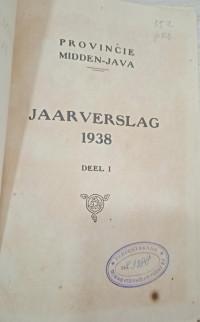 PROVINCIE
MIDDEN-JAVA
JAARVERSLAG
1938
DEEL I